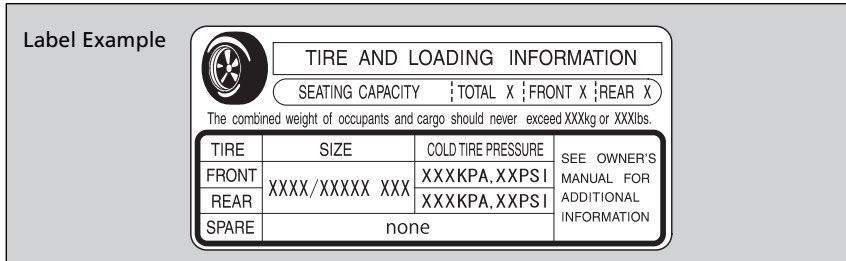 Label Example
TIRE AND LOADING INFORMATION
SEATING CAPACITY TOTAL X FRONT X REAR X
The combined weight of occupants and cargo should never exceed XXXkg or XXXlbs.
TIRE SIZE COLD TIRE PRESSURE
FRONT XXXX/XXXXX XXX XXXKPA,XXPSI
REAR XXXKPA,XXPSI
SPARE none
SEE OWNER'S
MANUAL FOR
ADDITIONAL
INFORMATION